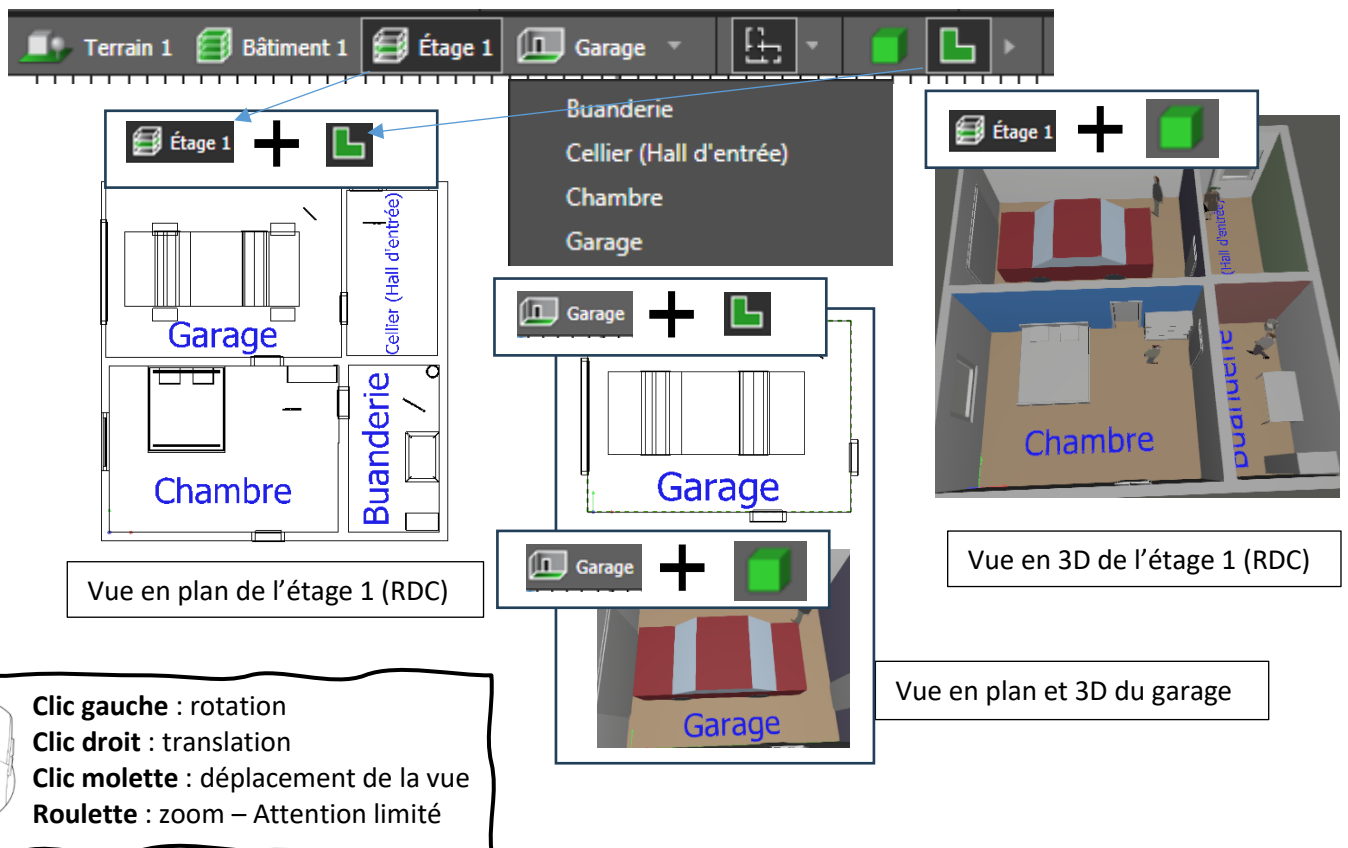 Terrain 1 Bâtiment 1 Étage 1 Garage
Buanderie
Cellier (Hall d'entrée)
Chambre
Garage
Étage 1
Étage 1
Garage
Cellier (Hall d'entrée)
Chambre
Buanderie
Vue en plan de l'étage 1 (RDC)
Garage
Garage
Garage
Garage
Vue en plan et 3D du garage
(Hall d'entrée)
Chambre
Buanderie
Vue en 3D de l'étage 1 (RDC)
Clic gauche : rotation
Clic droit : translation
Clic molette : déplacement de la vue
Roulette : zoom – Attention limité